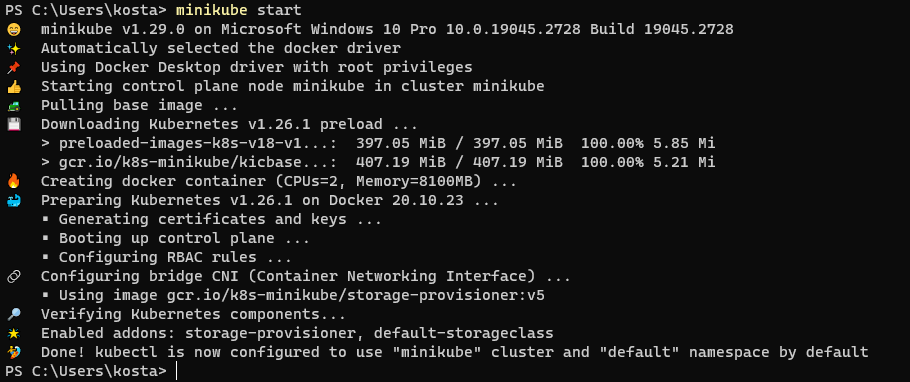 PS C:\Users\kosta> minikube start
😄  minikube v1.29.0 on Microsoft Windows 10 Pro 10.0.19045.2728 Build 19045.2728
✨  Automatically selected the docker driver
📌  Using Docker Desktop driver with root privileges
👍  Starting control plane node minikube in cluster minikube
🚜  Pulling base image ...
💾  Downloading Kubernetes v1.26.1 preload ...
    > preloaded-images-k8s-v18-v1...:  397.05 MiB / 397.05 MiB  100.00% 5.85 Mi
    > gcr.io/k8s-minikube/kicbase...:  407.19 MiB / 407.19 MiB  100.00% 5.21 Mi
🔥  Creating docker container (CPUs=2, Memory=8100MB) ...
🐳  Preparing Kubernetes v1.26.1 on Docker 20.10.23 ...
    ▪ Generating certificates and keys ...
    ▪ Booting up control plane ...
    ▪ Configuring RBAC rules ...
🔗  Configuring bridge CNI (Container Networking Interface) ...
    ▪ Using image gcr.io/k8s-minikube/storage-provisioner:v5
🔎  Verifying Kubernetes components...
🌟  Enabled addons: storage-provisioner, default-storageclass
🏄  Done! kubectl is now configured to use "minikube" cluster and "default" namespace by default
PS C:\Users\kosta>